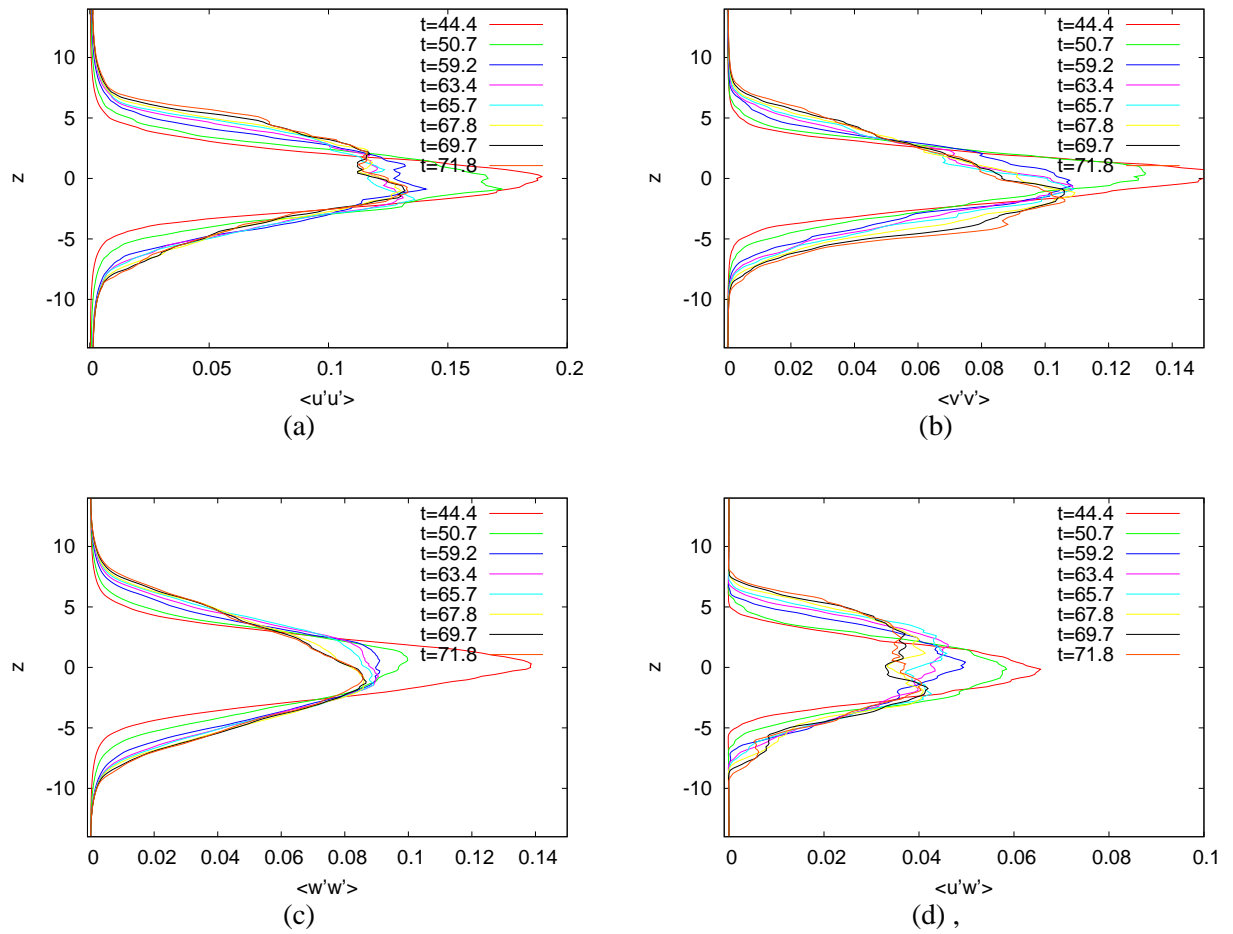 t=44.4
t=50.7
t=59.2
t=63.4
t=65.7
t=67.8
t=69.7
t=71.8
10
5
0
-5
-10
z
0 0.05 0.1 0.15 0.2
<u'u'>
(a)
t=44.4
t=50.7
t=59.2
t=63.4
t=65.7
t=67.8
t=69.7
t=71.8
10
5
0
-5
-10
z
0 0.02 0.04 0.06 0.08 0.1 0.12 0.14
<v'v'>
(b)
t=44.4
t=50.7
t=59.2
t=63.4
t=65.7
t=67.8
t=69.7
t=71.8
10
5
0
-5
-10
z
0 0.02 0.04 0.06 0.08 0.1 0.12 0.14
<w'w'>
(c)
t=44.4
t=50.7
t=59.2
t=63.4
t=65.7
t=67.8
t=69.7
t=71.8
10
5
0
-5
-10
z
0 0.02 0.04 0.06 0.08 0.1
<u'w'>
(d) ,